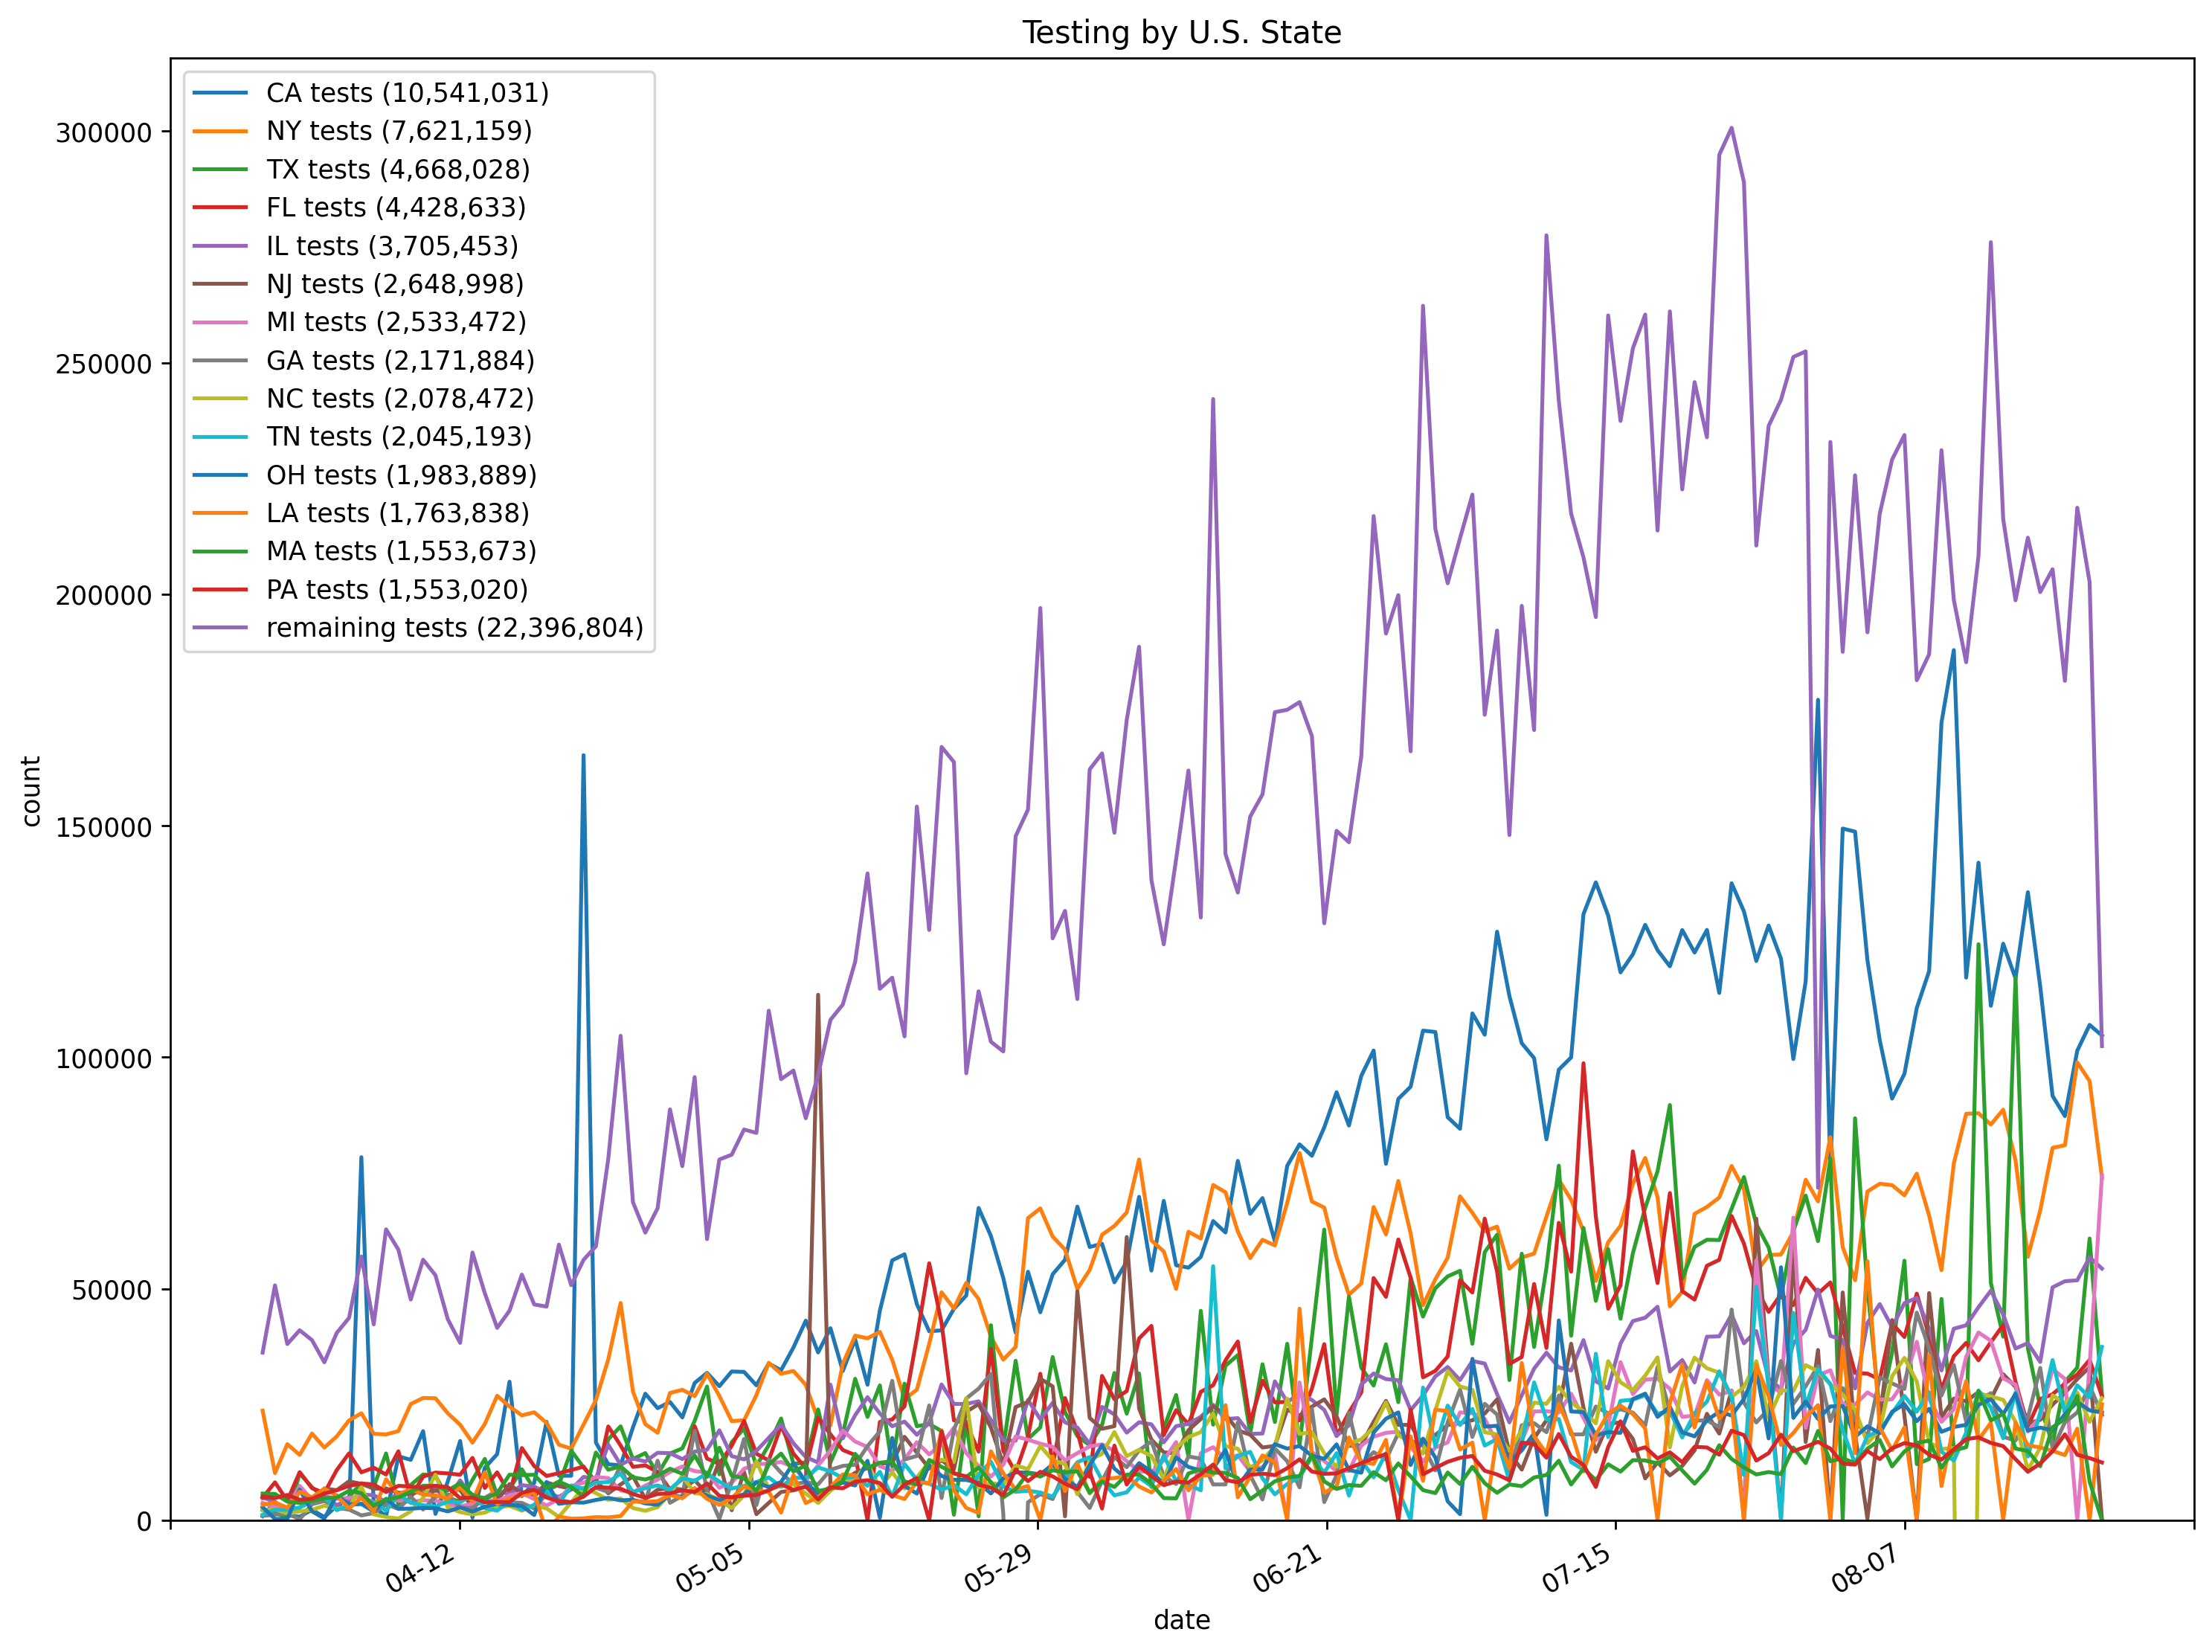 Testing by U.S. State
CA tests (10,541,031)
NY tests (7,621,159)
TX tests (4,668,028)
FL tests (4,428,633)
IL tests (3,705,453)
NJ tests (2,648,998)
MI tests (2,533,472)
GA tests (2,171,884)
NC tests (2,078,472)
TN tests (2,045,193)
OH tests (1,983,889)
LA tests (1,763,838)
MA tests (1,553,673)
PA tests (1,553,020)
remaining tests (22,396,804)
300000
250000
200000
150000
100000
50000
0
count
04-12
05-05
05-29
06-21
07-15
08-07
date